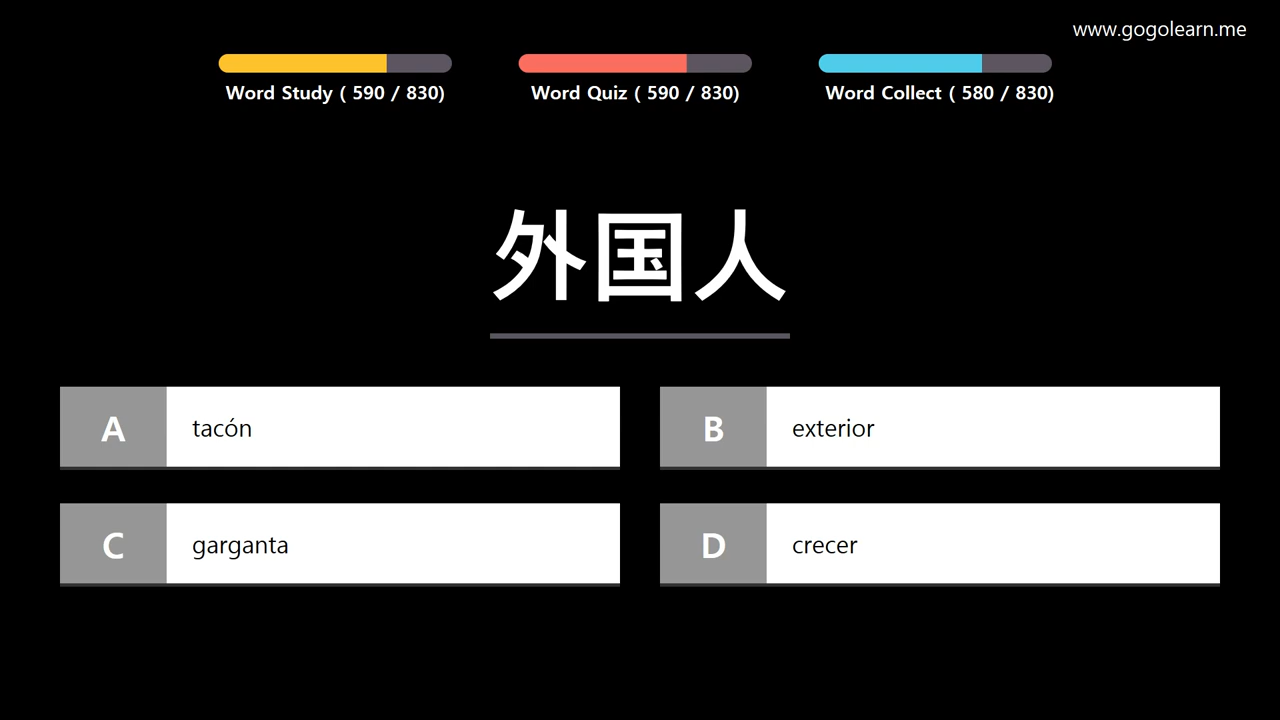 www.gogolearn.me
Word Study ( 590 / 830)
Word Quiz ( 590 / 830)
Word Collect ( 580 / 830)
外国人
A tacón
B exterior
C garganta
D crecer